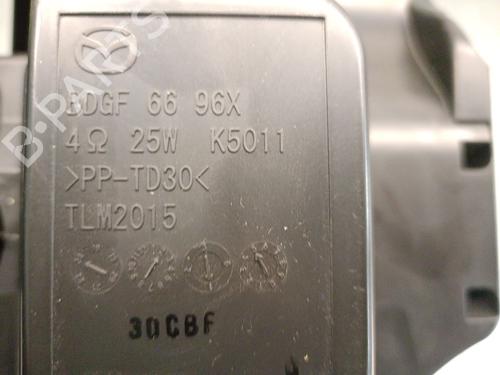 B-PARTS
BDGF 66 96X
4Ω 25W K5011
>PP-TD30<
TLM2015
30CBF